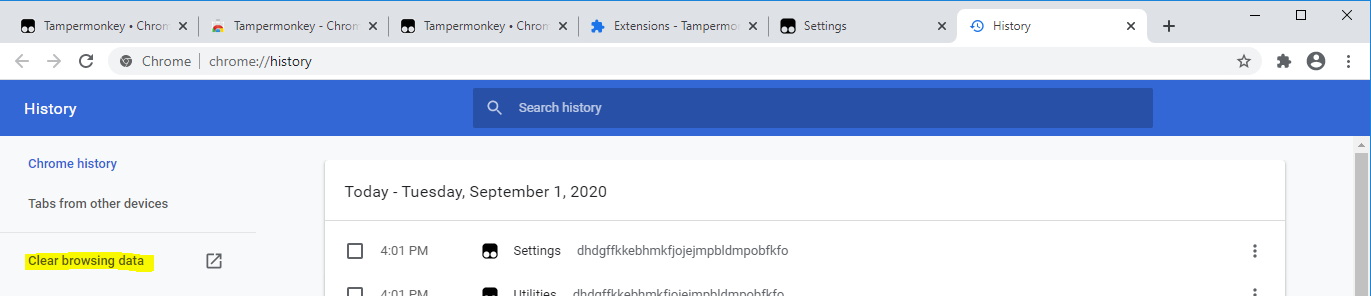 Tampermonkey • Chrom
Tampermonkey - Chrom
Tampermonkey • Chrom
Extensions - Tampermon
Settings
History
Chrome | chrome://history
History
Search history
Chrome history
Tabs from other devices
Clear browsing data
Today - Tuesday, September 1, 2020
4:01 PM Settings dhdgffkkebhmkfjojejmpbldmpobfkfo
4:01 PM Utilities dhdgffkkebhmkfjojejmpbldmpobfkfo